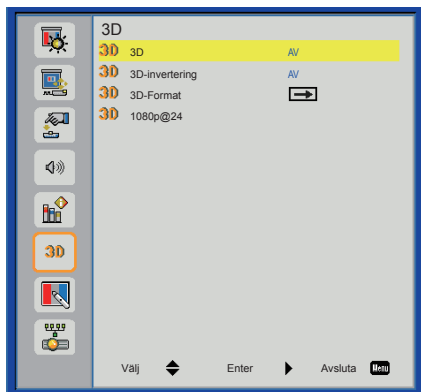 3D
3D 3D AV
3D 3D-invertering AV
3D 3D-Format
3D 1080p@24
3D
Välj Enter Avsluta Menu